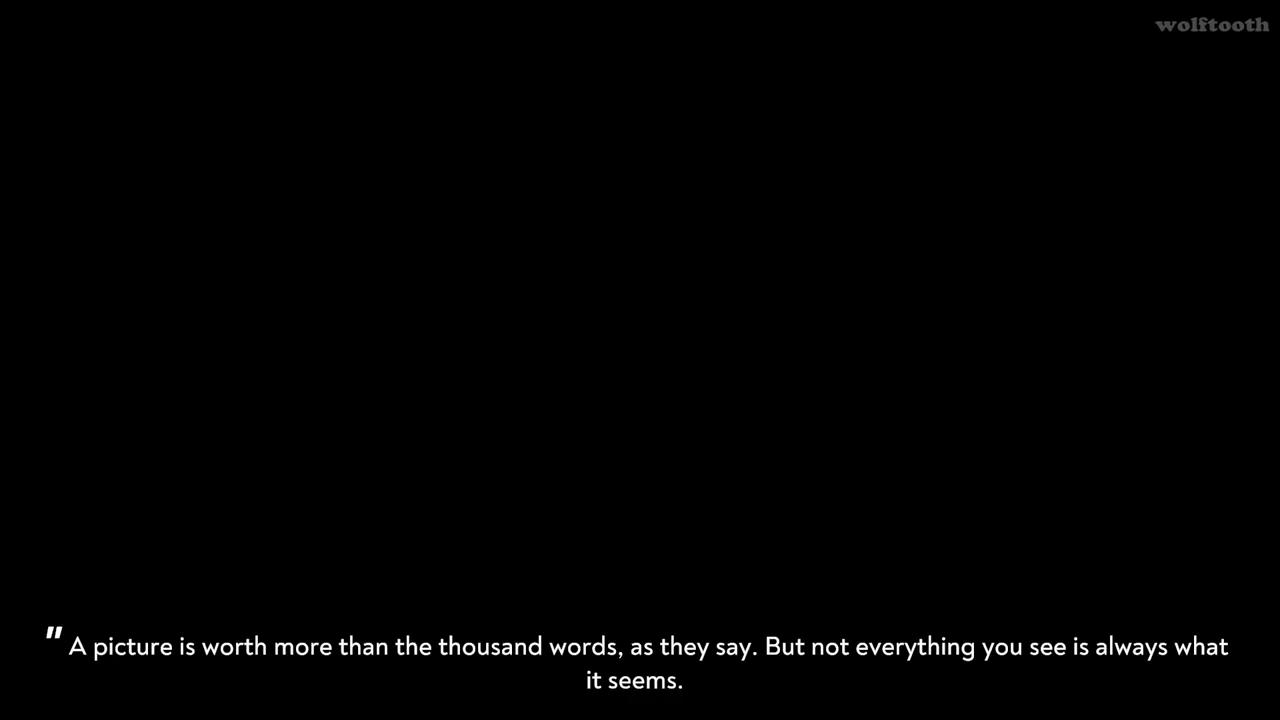 wolftooth
" A picture is worth more than the thousand words, as they say. But not everything you see is always what
it seems.